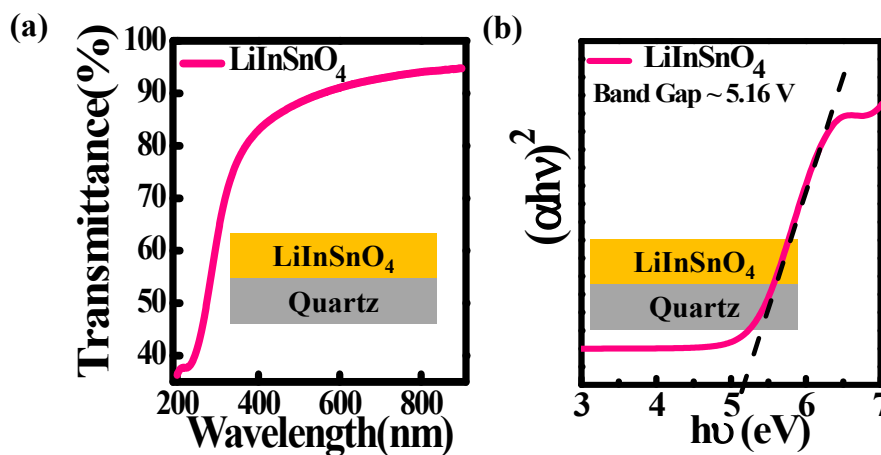 (a)
100
90
80
70
60
50
40
Transmittance(%)
LiInSnO₄
LiInSnO₄
Quartz
200 400 600 800
Wavelength(nm)
(b)
LiInSnO₄
Band Gap ~ 5.16 V
(αhυ)²
LiInSnO₄
Quartz
3 4 5 6 7
hυ (eV)